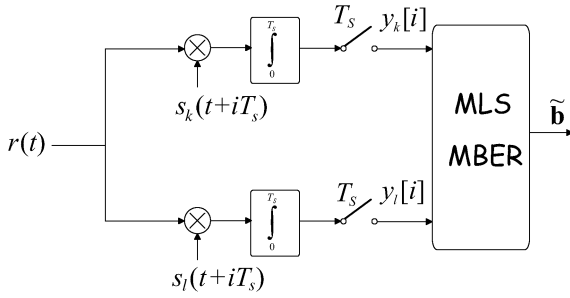 T_s
y_k[i]
T_s
∫
0
s_k(t+iT_s)
MLS
MBER
b̃
r(t)
T_s
y_l[i]
T_s
∫
0
s_l(t+iT_s)